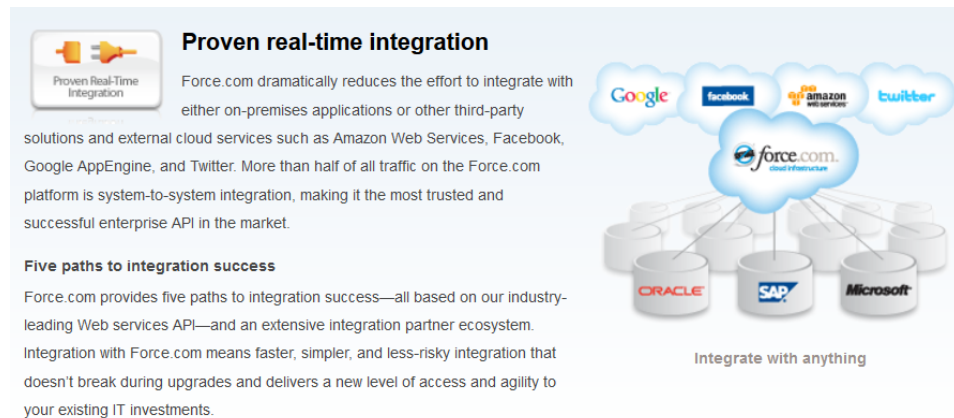 Proven real-time integration
Proven Real-Time
Integration
Force.com dramatically reduces the effort to integrate with
either on-premises applications or other third-party
solutions and external cloud services such as Amazon Web Services, Facebook,
Google AppEngine, and Twitter. More than half of all traffic on the Force.com
platform is system-to-system integration, making it the most trusted and
successful enterprise API in the market.
Five paths to integration success
Force.com provides five paths to integration success—all based on our industry-
leading Web services API—and an extensive integration partner ecosystem.
Integration with Force.com means faster, simpler, and less-risky integration that
doesn't break during upgrades and delivers a new level of access and agility to
your existing IT investments.
Google
facebook
amazon
web services
twitter
force.com
cloud infrastructure
ORACLE
SAP
Microsoft
Integrate with anything